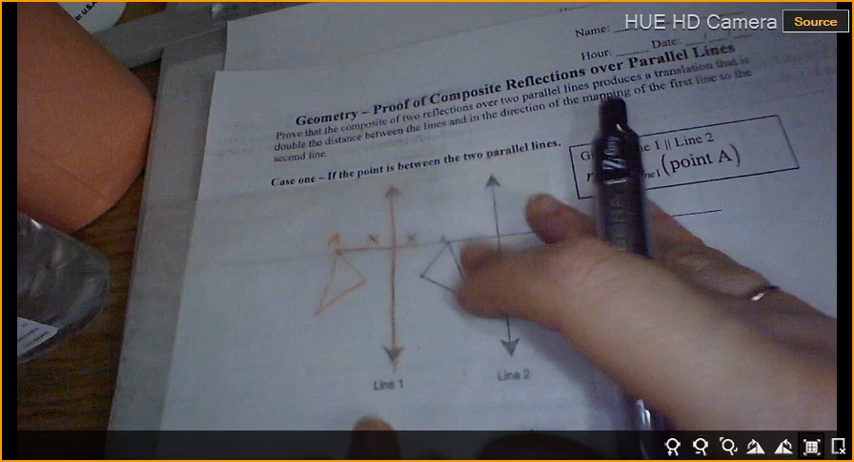 in U.S.A
HUE HD Camera
Source
Name:
Hour: Date:
Geometry – Proof of Composite Reflections over Parallel Lines
Prove that the composite of two reflections over two parallel lines produces a translation that is
double the distance between the lines and in the direction of the mapping of the first line to the
second line.
Case one – If the point is between the two parallel lines.
1 || Line 2
(point A)
x x
Line 1
Line 2